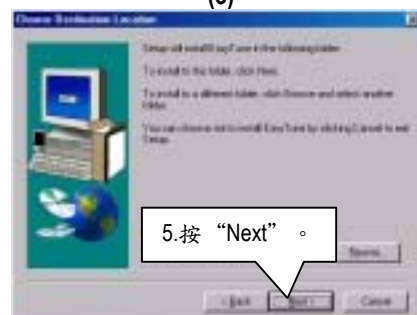 (3)
Choose Destination Location
Setup will install EasyTune in the following folder.
To install to this folder, click Next.
To install to a different folder, click Browse and select another
folder.
You can choose not to install EasyTune by clicking Cancel to exit
Setup.
5.按“Next”。
Browse...
< Back
Next >
Cancel